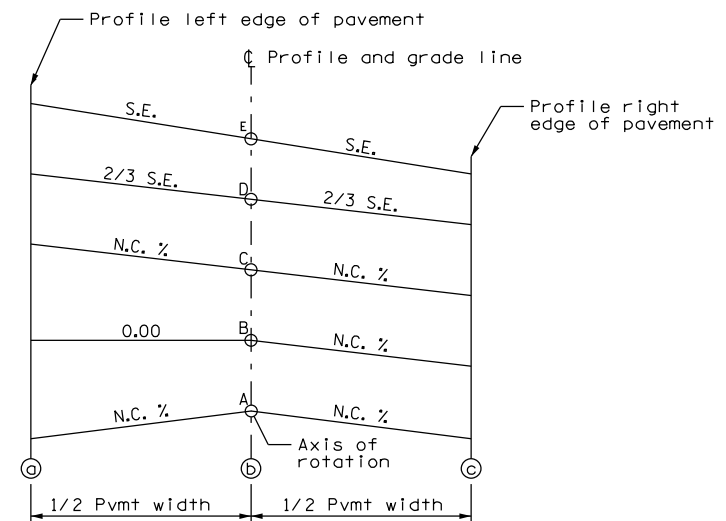 Profile left edge of pavement
℄ Profile and grade line
Profile right
edge of pavement
S.E.
E
S.E.
2/3 S.E.
D
2/3 S.E.
N.C. %
C
N.C. %
0.00
B
N.C. %
N.C. %
A
N.C. %
Axis of
rotation
a
b
c
1/2 Pvmt width
1/2 Pvmt width